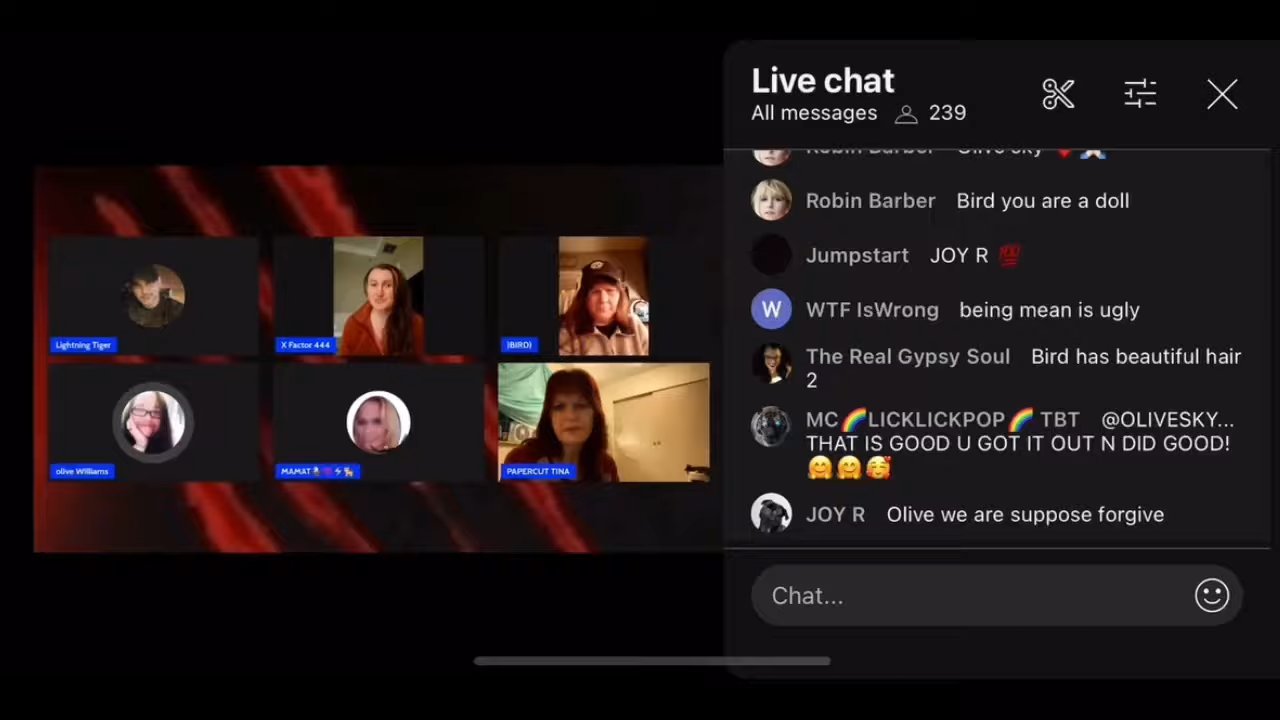 Live chat
All messages 239
Robin Barber Olive sky ❤️
Robin Barber Bird you are a doll
Jumpstart JOY R 💯
W WTF IsWrong being mean is ugly
The Real Gypsy Soul Bird has beautiful hair
2
MC🌈LICKLICKPOP🌈 TBT @OLIVESKY...
THAT IS GOOD U GOT IT OUT N DID GOOD!
🤗🤗🥰
JOY R Olive we are suppose forgive
Chat...
Lightning Tiger
X Factor 444
)BIRD)
olive Williams
MAMAT
PAPERCUT TINA